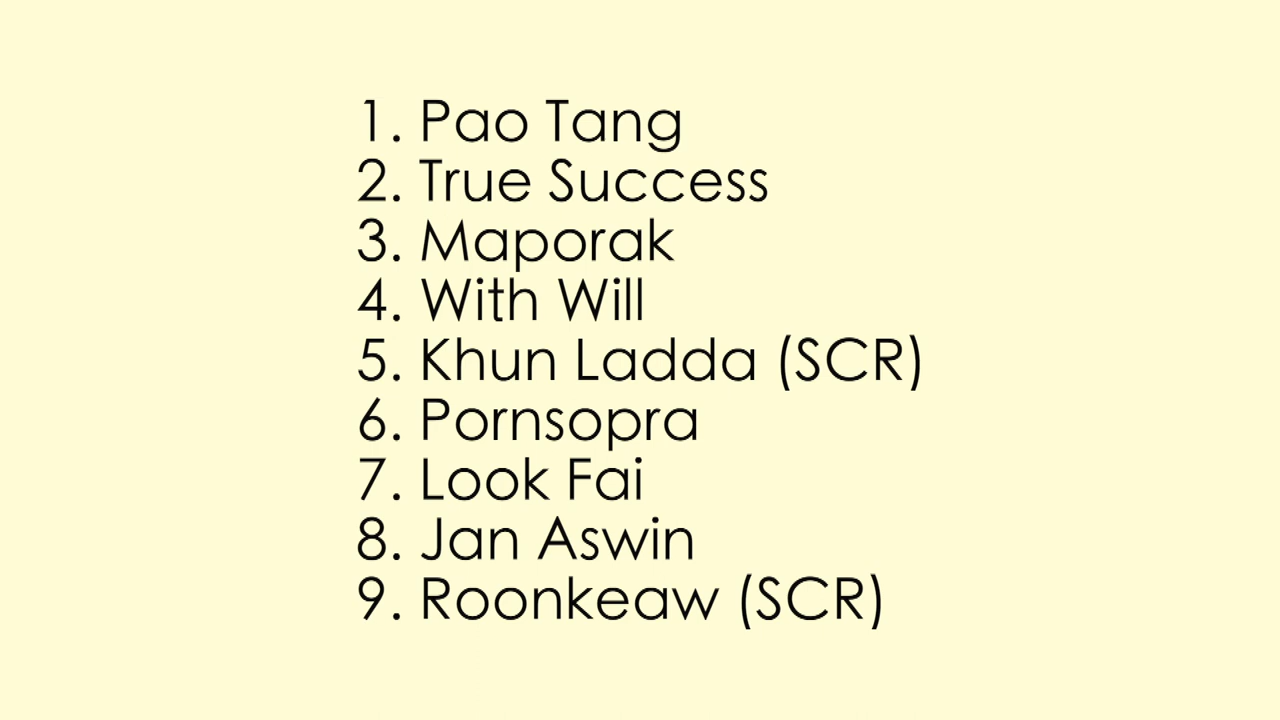 1. Pao Tang
2. True Success
3. Maporak
4. With Will
5. Khun Ladda (SCR)
6. Pornsopra
7. Look Fai
8. Jan Aswin
9. Roonkeaw (SCR)